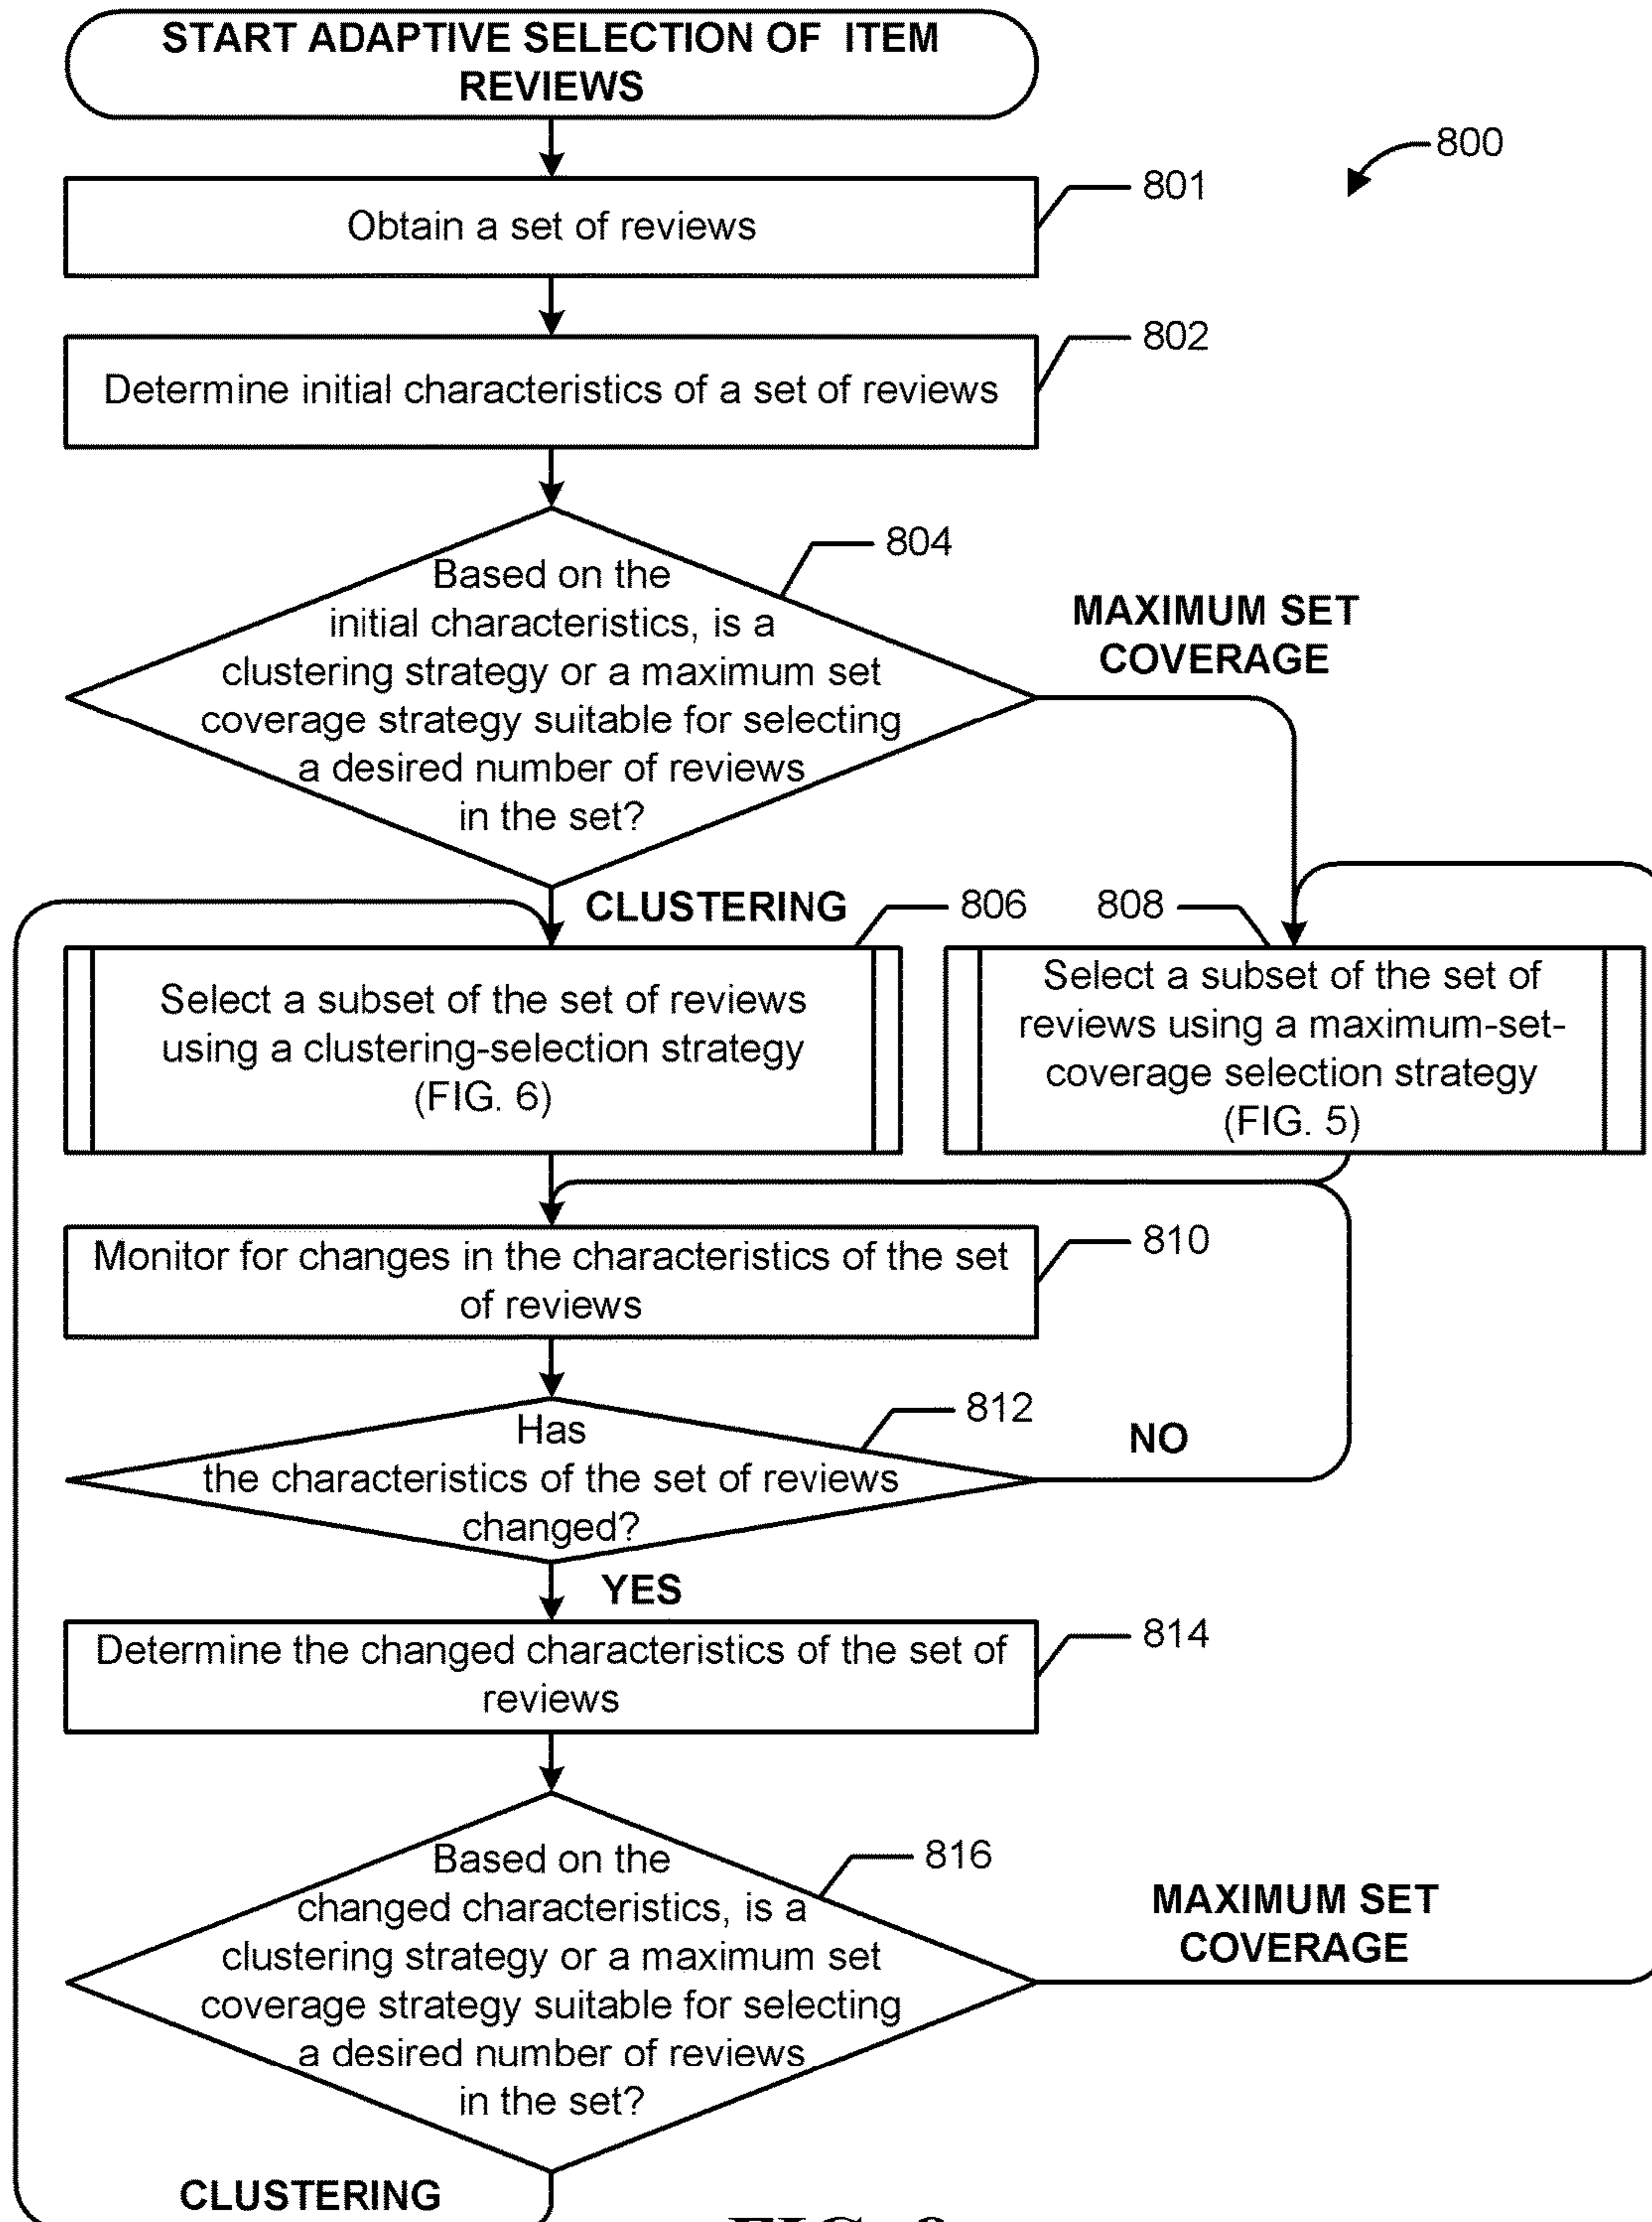 START ADAPTIVE SELECTION OF ITEM
REVIEWS
800
801
Obtain a set of reviews
802
Determine initial characteristics of a set of reviews
804
Based on the
initial characteristics, is a
clustering strategy or a maximum set
coverage strategy suitable for selecting
a desired number of reviews
in the set?
MAXIMUM SET
COVERAGE
CLUSTERING
806
808
Select a subset of the set of reviews
using a clustering-selection strategy
(FIG. 6)
Select a subset of the set of
reviews using a maximum-set-
coverage selection strategy
(FIG. 5)
810
Monitor for changes in the characteristics of the set
of reviews
812
Has
the characteristics of the set of reviews
changed?
NO
YES
814
Determine the changed characteristics of the set of
reviews
816
Based on the
changed characteristics, is a
clustering strategy or a maximum set
coverage strategy suitable for selecting
a desired number of reviews
in the set?
MAXIMUM SET
COVERAGE
CLUSTERING